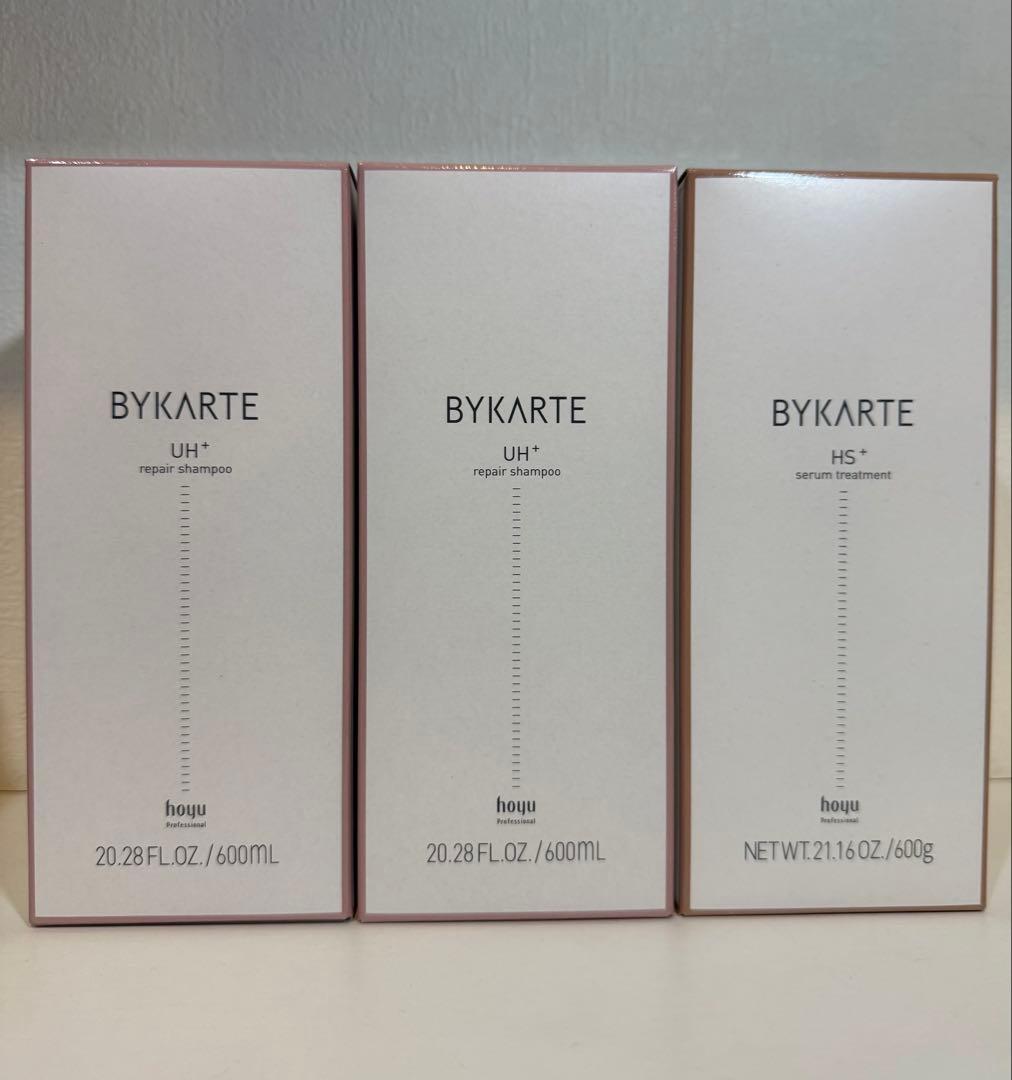 BYKARTE
UH+
repair shampoo
hoyu
Professional
20.28 FL.OZ./600mL
BYKARTE
UH+
repair shampoo
hoyu
Professional
20.28 FL.OZ./600mL
BYKARTE
HS+
serum treatment
hoyu
Professional
NET WT. 21.16 OZ./600g